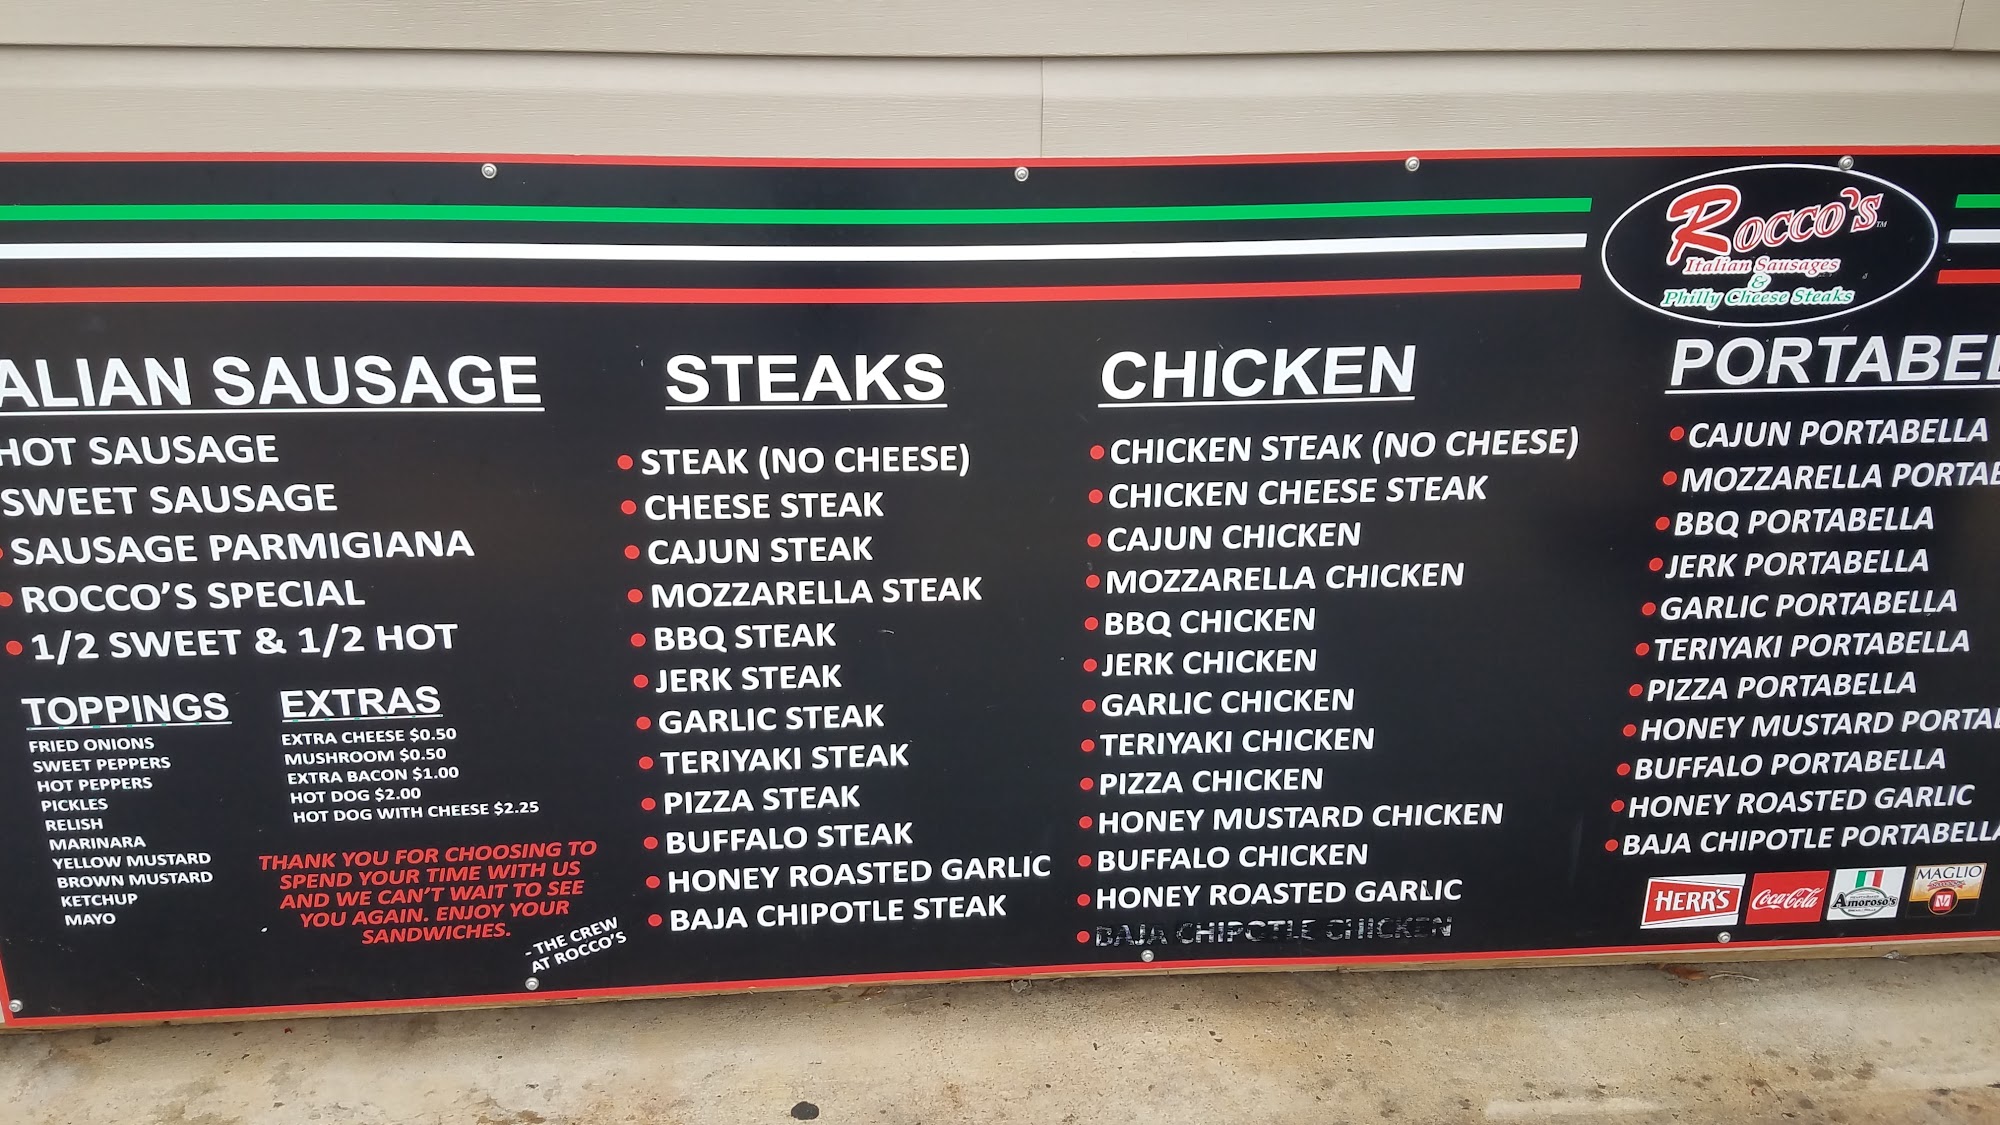 ROCCO'S™
Italian Sausages
&
Philly Cheese Steaks
ALIAN SAUSAGE
HOT SAUSAGE
SWEET SAUSAGE
• SAUSAGE PARMIGIANA
• ROCCO'S SPECIAL
• 1/2 SWEET & 1/2 HOT
TOPPINGS
FRIED ONIONS
SWEET PEPPERS
HOT PEPPERS
PICKLES
RELISH
MARINARA
YELLOW MUSTARD
BROWN MUSTARD
KETCHUP
MAYO
EXTRAS
EXTRA CHEESE $0.50
MUSHROOM $0.50
EXTRA BACON $1.00
HOT DOG $2.00
HOT DOG WITH CHEESE $2.25
THANK YOU FOR CHOOSING TO
SPEND YOUR TIME WITH US
AND WE CAN'T WAIT TO SEE
YOU AGAIN. ENJOY YOUR
SANDWICHES.
- THE CREW
AT ROCCO'S
STEAKS
• STEAK (NO CHEESE)
• CHEESE STEAK
• CAJUN STEAK
• MOZZARELLA STEAK
• BBQ STEAK
• JERK STEAK
• GARLIC STEAK
• TERIYAKI STEAK
• PIZZA STEAK
• BUFFALO STEAK
• HONEY ROASTED GARLIC
• BAJA CHIPOTLE STEAK
CHICKEN
• CHICKEN STEAK (NO CHEESE)
• CHICKEN CHEESE STEAK
• CAJUN CHICKEN
• MOZZARELLA CHICKEN
• BBQ CHICKEN
• JERK CHICKEN
• GARLIC CHICKEN
• TERIYAKI CHICKEN
• PIZZA CHICKEN
• HONEY MUSTARD CHICKEN
• BUFFALO CHICKEN
• HONEY ROASTED GARLIC
• BAJA CHIPOTLE CHICKEN
PORTABEL
• CAJUN PORTABELLA
• MOZZARELLA PORTABE
• BBQ PORTABELLA
• JERK PORTABELLA
• GARLIC PORTABELLA
• TERIYAKI PORTABELLA
• PIZZA PORTABELLA
• HONEY MUSTARD PORTAB
• BUFFALO PORTABELLA
• HONEY ROASTED GARLIC
• BAJA CHIPOTLE PORTABELLA
HERR'S
Coca-Cola
Amoroso's
MAGLIO